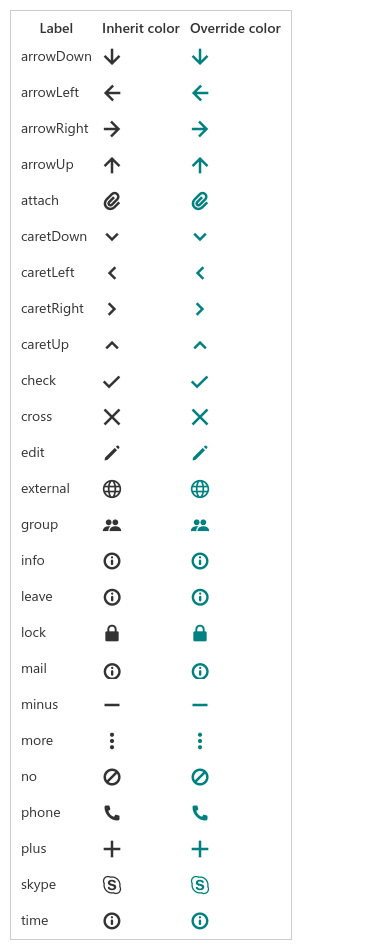 Label Inherit color Override color
arrowDown
arrowLeft
arrowRight
arrowUp
attach
caretDown
caretLeft
caretRight
caretUp
check
cross
edit
external
group
info
leave
lock
mail
minus
more
no
phone
plus
skype
time